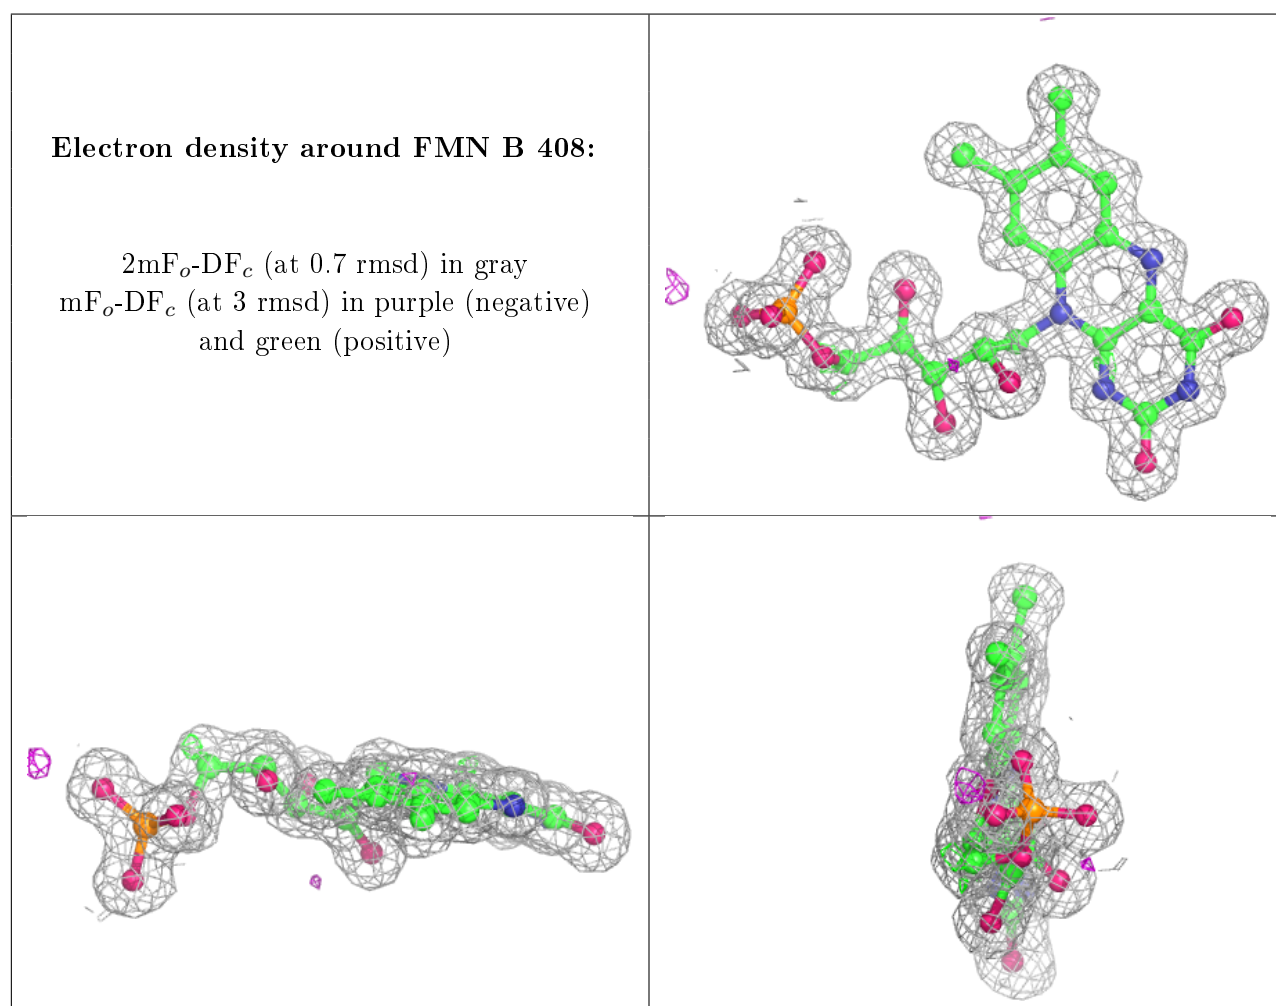 Electron density around FMN B 408:
2mFo-DFc (at 0.7 rmsd) in gray
mFo-DFc (at 3 rmsd) in purple (negative)
and green (positive)